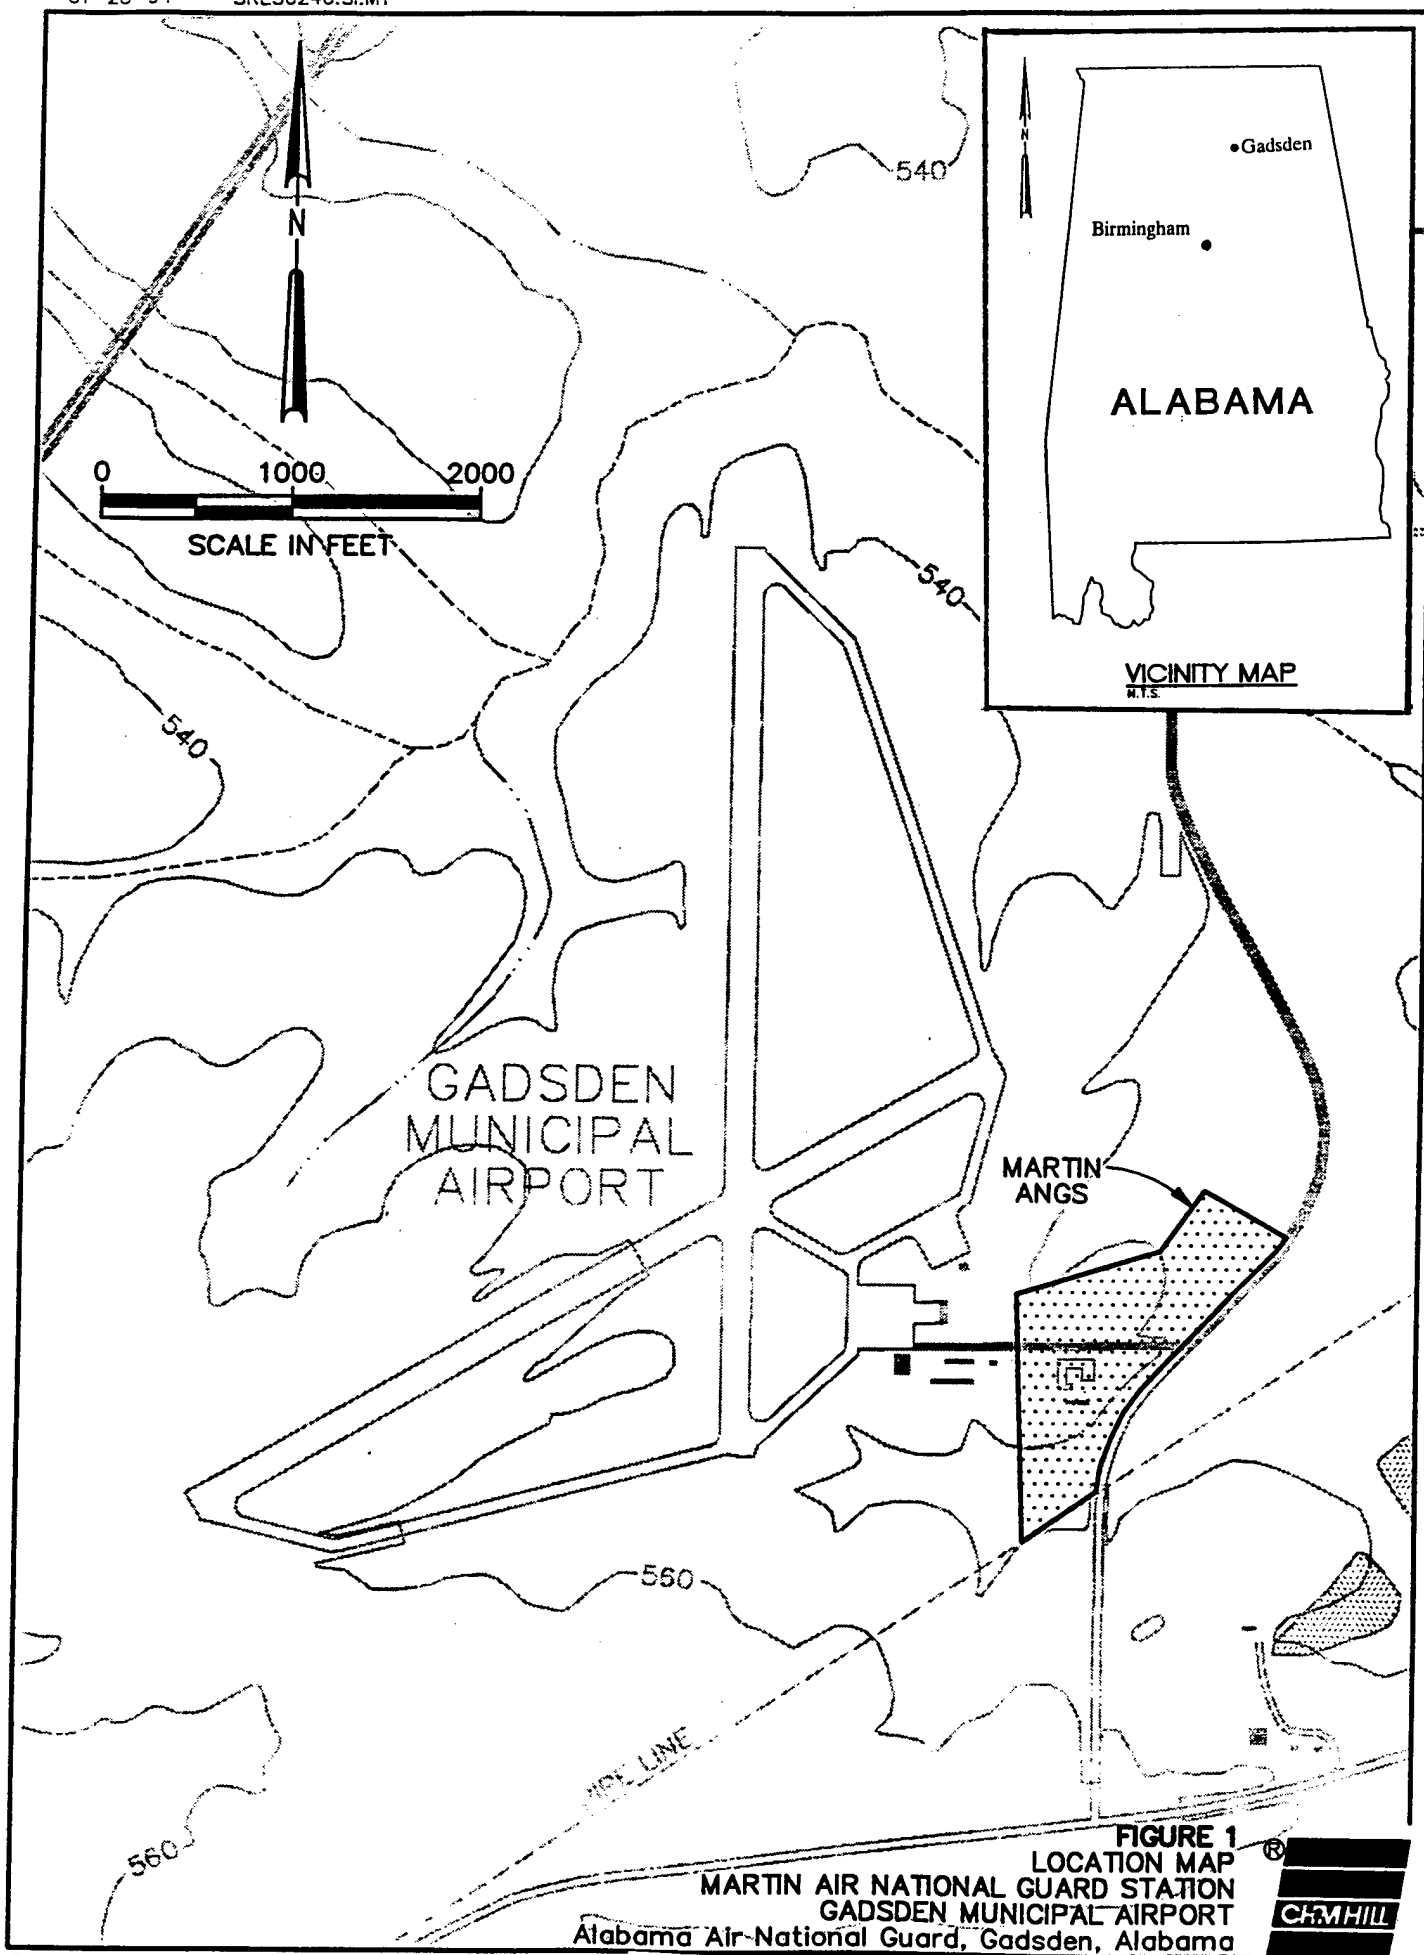 N
0 1000 2000
SCALE IN FEET
540
N
Gadsden
Birmingham
ALABAMA
VICINITY MAP
N.T.S.
540
540
GADSDEN
MUNICIPAL
AIRPORT
MARTIN
ANGS
560
LINE
560
FIGURE 1
LOCATION MAP
MARTIN AIR NATIONAL GUARD STATION
GADSDEN MUNICIPAL AIRPORT
Alabama Air National Guard, Gadsden, Alabama
®
CH2M HILL